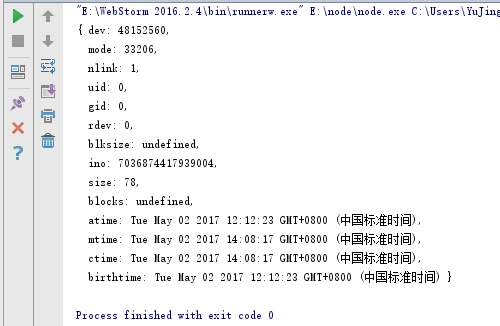 "E:\WebStorm 2016.2.4\bin\runnerw.exe" E:\node\node.exe C:\Users\YuJing
{ dev: 48152560,
mode: 33206,
nlink: 1,
uid: 0,
gid: 0,
rdev: 0,
blksize: undefined,
ino: 7036874417939004,
size: 78,
blocks: undefined,
atime: Tue May 02 2017 12:12:23 GMT+0800 (中国标准时间),
mtime: Tue May 02 2017 14:08:17 GMT+0800 (中国标准时间),
ctime: Tue May 02 2017 14:08:17 GMT+0800 (中国标准时间),
birthtime: Tue May 02 2017 12:12:23 GMT+0800 (中国标准时间) }
Process finished with exit code 0